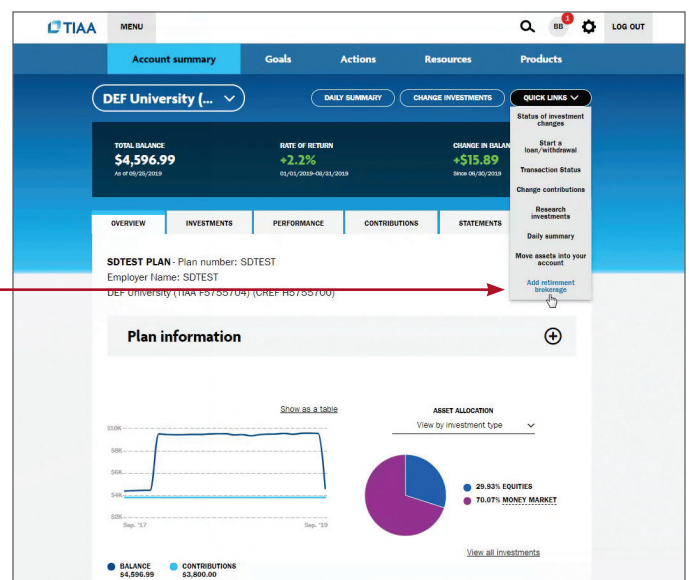 TIAA
MENU
BB
1
LOG OUT
Account summary
Goals
Actions
Resources
Products
DEF University (...
DAILY SUMMARY
CHANGE INVESTMENTS
QUICK LINKS
Status of investment
changes
Start a
loan/withdrawal
Transaction Status
Change contributions
Research
investments
Daily summary
Move assets into your
account
Add retirement
brokerage
TOTAL BALANCE
$4,596.99
As of 09/26/2019
RATE OF RETURN
+2.2%
01/01/2019-08/31/2019
CHANGE IN BALAN
+$15.89
Since 06/30/2019
OVERVIEW
INVESTMENTS
PERFORMANCE
CONTRIBUTIONS
STATEMENTS
SDTEST PLAN - Plan number: SDTEST
Employer Name: SDTEST
DEF University (TIAA F5755704) (CREF H5755700)
Plan information
Show as a table
$10K
$8K
$6K
$4K
$2K
Sep. '17
Sep. '19
BALANCE
$4,596.99
CONTRIBUTIONS
$3,800.00
ASSET ALLOCATION
View by investment type
29.93% EQUITIES
70.07% MONEY MARKET
View all investments